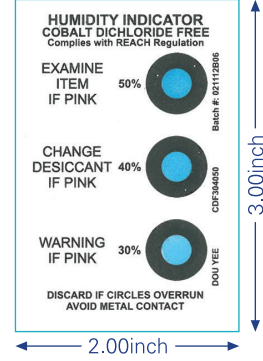 HUMIDITY INDICATOR
COBALT DICHLORIDE FREE
Complies with REACH Regulation
EXAMINE
ITEM
IF PINK
50%
Batch #: 021112B06
CHANGE
DESICCANT
IF PINK
40%
CDF304050
WARNING
IF PINK
30%
DOU YEE
DISCARD IF CIRCLES OVERRUN
AVOID METAL CONTACT
3.00inch
2.00inch